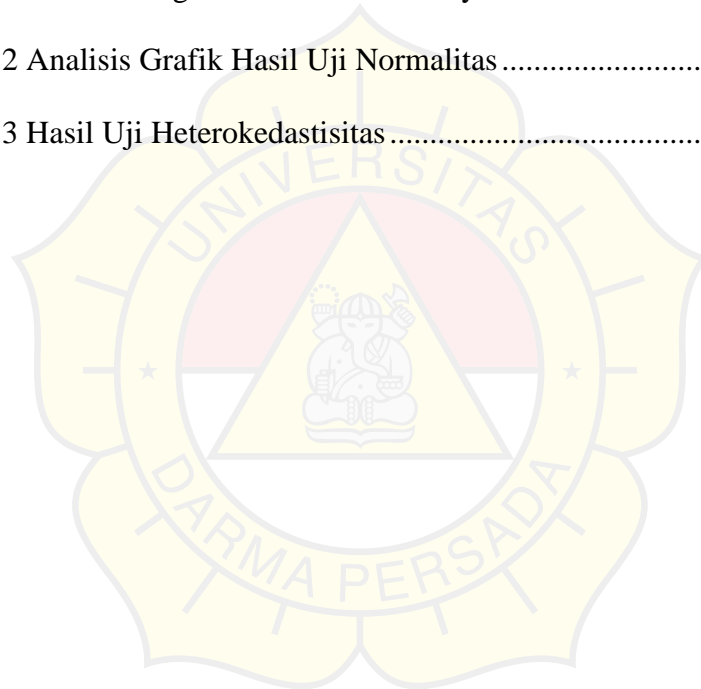 2 Analisis Grafik Hasil Uji Normalitas ........................
3 Hasil Uji Heterokedastisitas ...................................
UNIVERSITAS
DARMA PERSADA